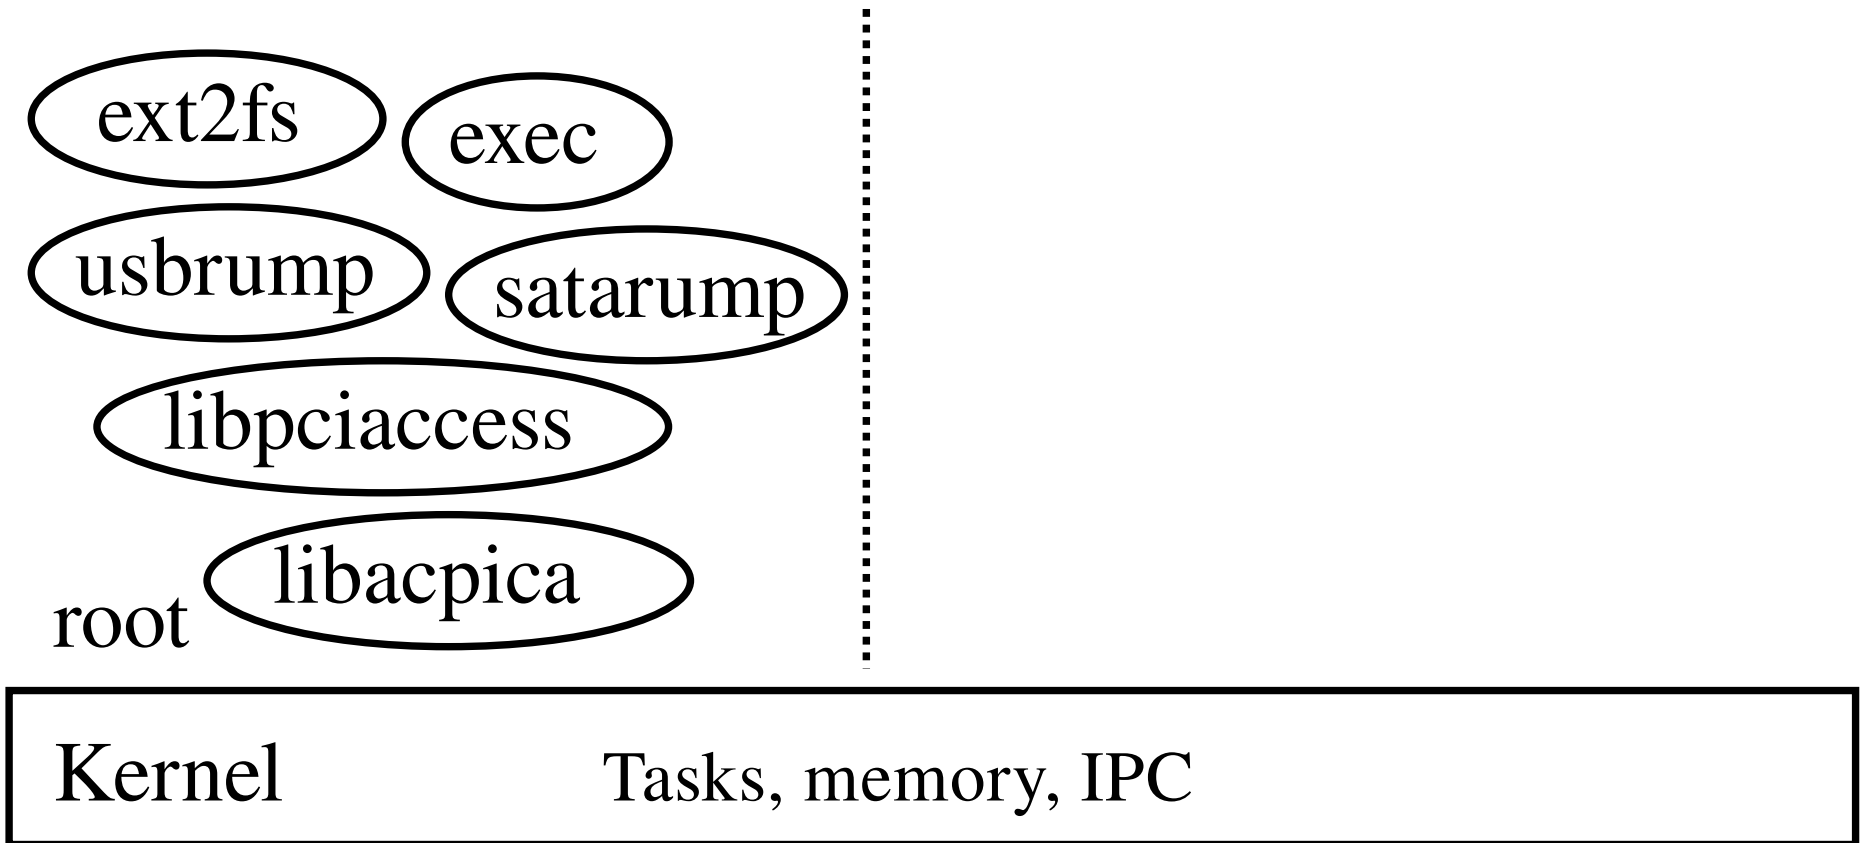 ext2fs
exec
usbrump
satarump
libpciaccess
libacpica
root
Kernel
Tasks, memory, IPC